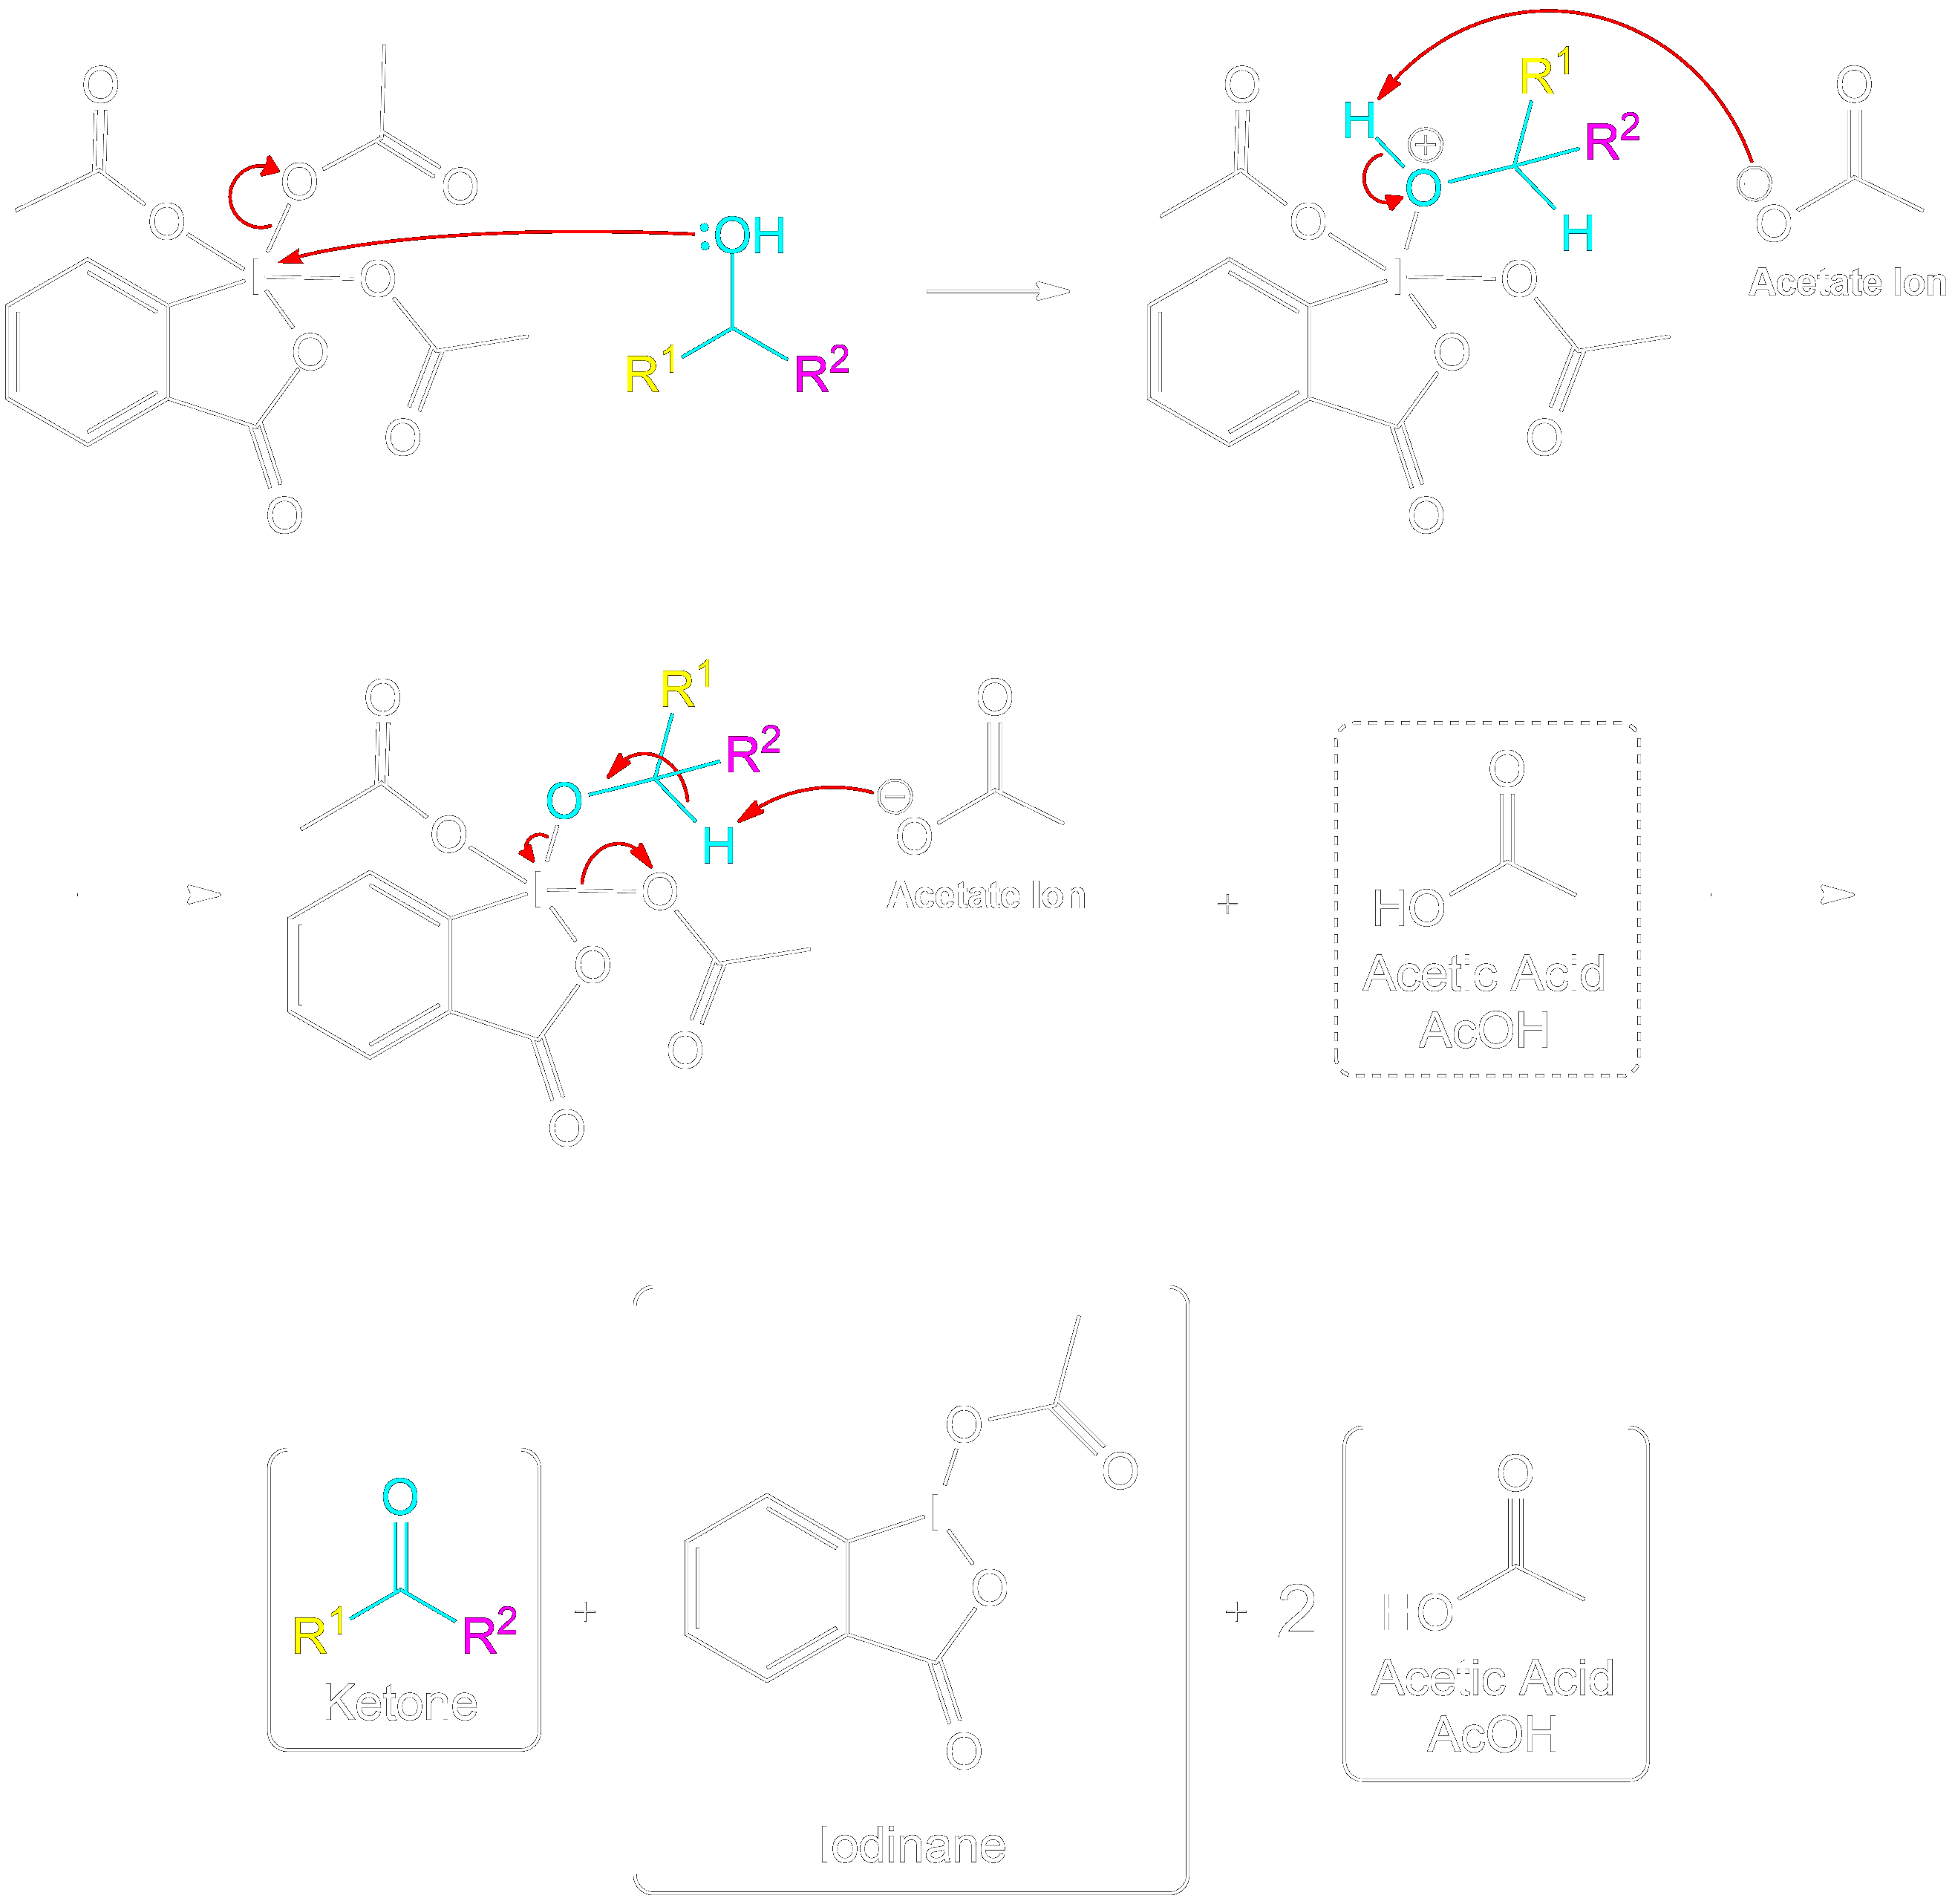 O
O
O
O
I
O
O
O
O
:OH
R¹
R²
H
⊕
O
R¹
R²
H
O
O
I
O
O
O
O
O
O
Acetate Ion
O
O
I
O
O
O
O
O
R¹
R²
H
⊖
O
O
Acetate Ion
+
O
HO
Acetic Acid
AcOH
O
R¹
R²
Ketone
+
O
O
I
O
O
Iodinane
+ 2
O
HO
Acetic Acid
AcOH